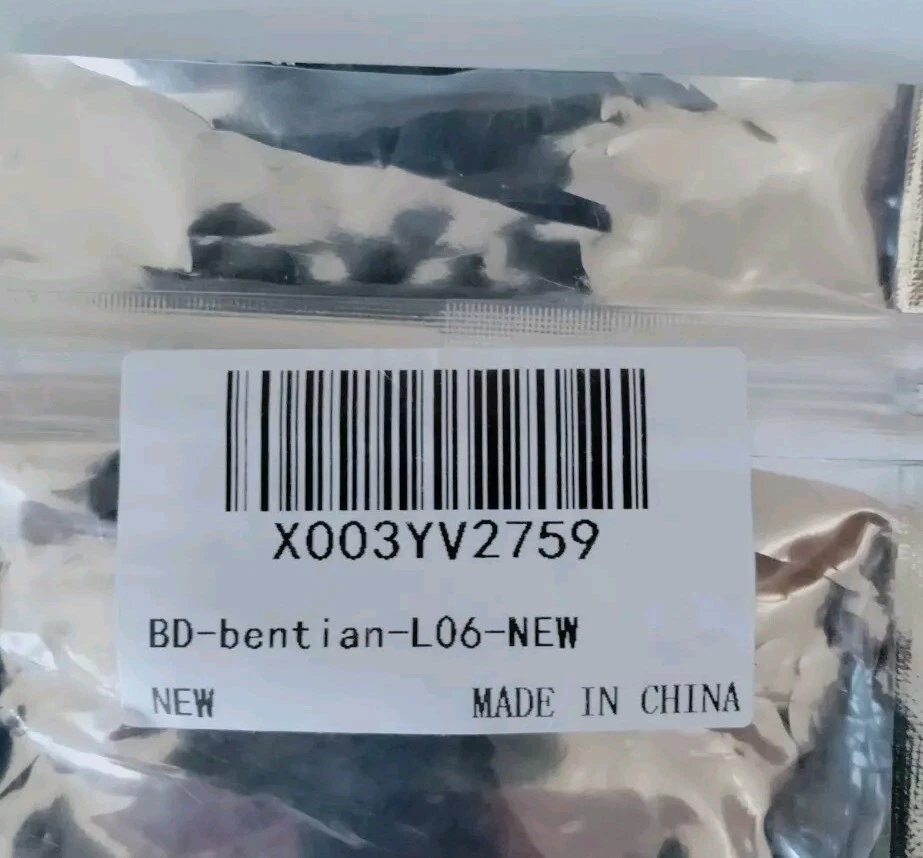 X003YV2759
BD-bentian-L06-NEW
NEW MADE IN CHINA